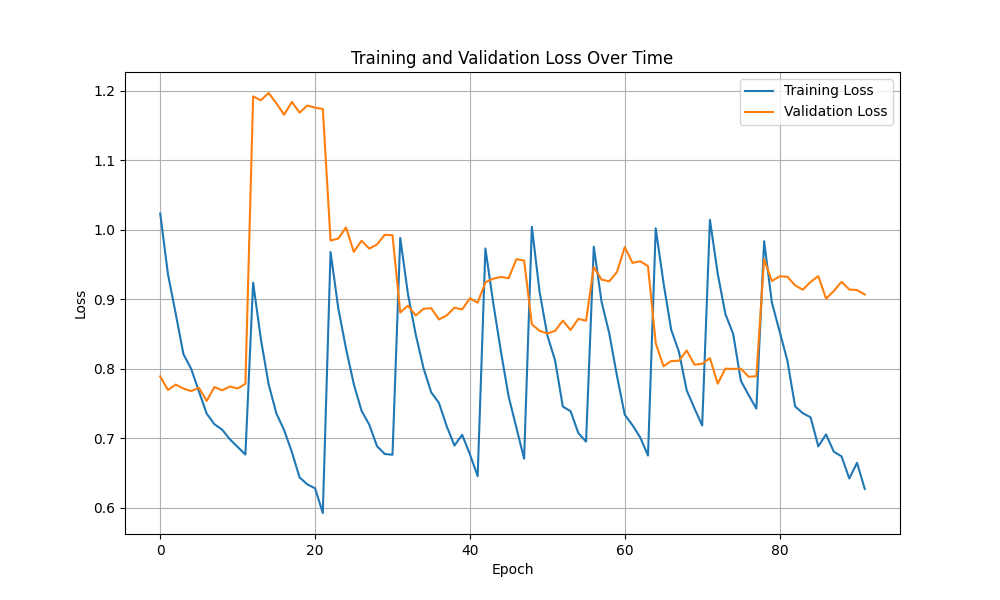 Training and Validation Loss Over Time
Training Loss
Validation Loss
1.2
1.1
1.0
0.9
0.8
0.7
0.6
Loss
0 20 40 60 80
Epoch